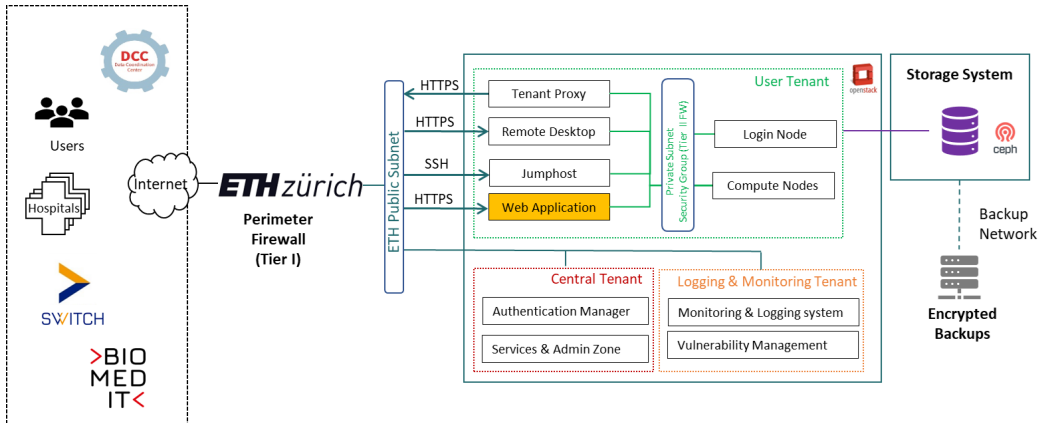 DCC
Data Coordination
Center
Users
Hospitals
SWITCH
>BIO
MED
IT<
Internet
ETH zürich
Perimeter
Firewall
(Tier I)
ETH Public Subnet
HTTPS
HTTPS
SSH
HTTPS
User Tenant
openstack
Tenant Proxy
Remote Desktop
Jumphost
Web Application
Private Subnet
Security Group (Tier II FW)
Login Node
Compute Nodes
Central Tenant
Authentication Manager
Services & Admin Zone
Logging & Monitoring Tenant
Monitoring & Logging system
Vulnerability Management
Storage System
ceph
Backup
Network
Encrypted
Backups